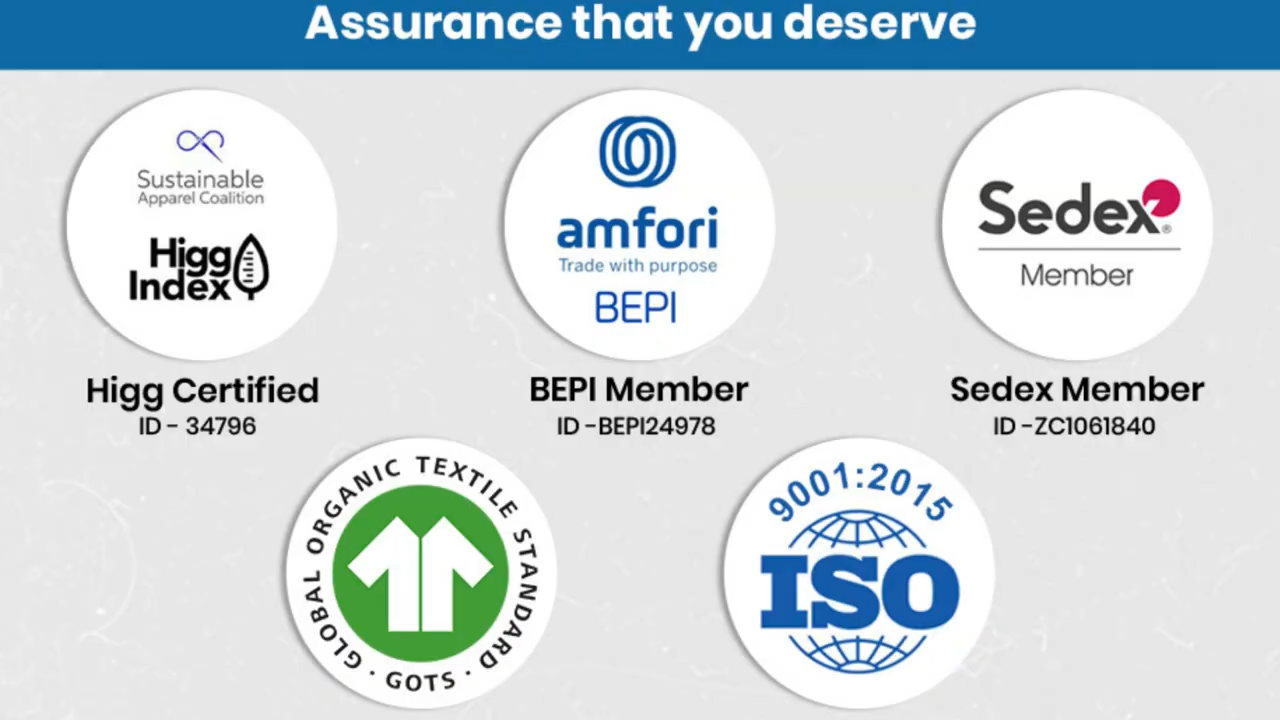 Assurance that you deserve
Sustainable
Apparel Coalition
Higg
Index
Higg Certified
ID - 34796
amfori
Trade with purpose
BEPI
BEPI Member
ID -BEPI24978
Sedex®
Member
Sedex Member
ID -ZC1061840
GLOBAL ORGANIC TEXTILE STANDARD · GOTS ·
9001:2015
ISO